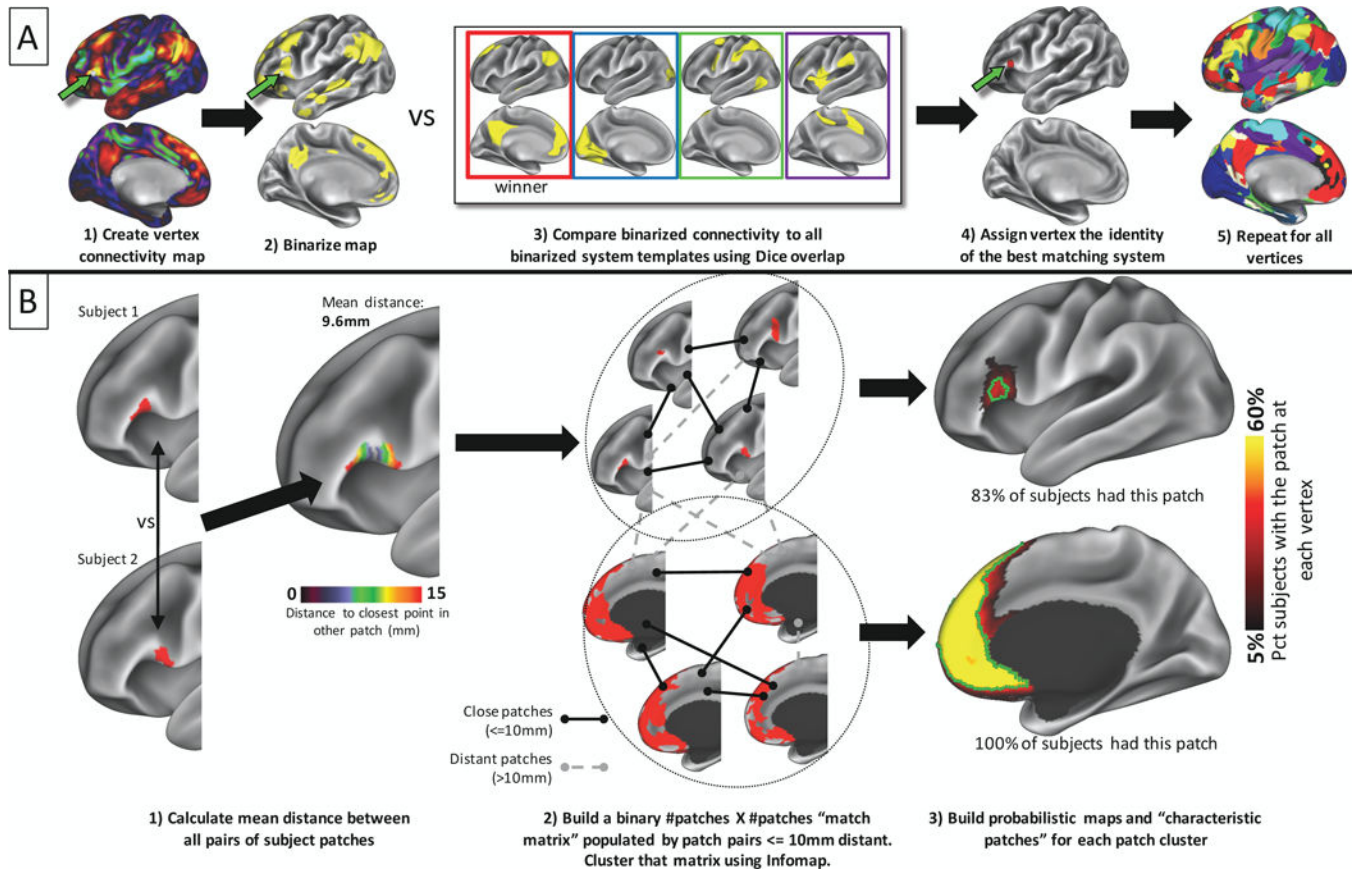 A
VS
winner
1) Create vertex
connectivity map
2) Binarize map
3) Compare binarized connectivity to all
binarized system templates using Dice overlap
4) Assign vertex the identity
of the best matching system
5) Repeat for all
vertices
B
Subject 1
vs
Subject 2
Mean distance:
9.6mm
0 15
Distance to closest point in
other patch (mm)
Close patches
(<=10mm)
Distant patches
(>10mm)
83% of subjects had this patch
100% of subjects had this patch
5% 60%
Pct subjects with the patch at
each vertex
1) Calculate mean distance between
all pairs of subject patches
2) Build a binary #patches X #patches “match
matrix” populated by patch pairs <= 10mm distant.
Cluster that matrix using Infomap.
3) Build probabilistic maps and “characteristic
patches” for each patch cluster